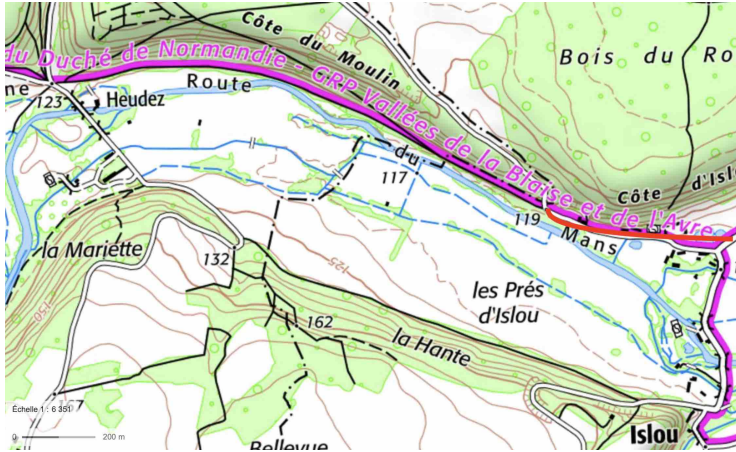 Côte du Moulin
du Duché de Normandie - GRP Vallées de la Blaise et de l'Avre
Bois du Ro
ne
123
Heudez
Route
du
117
Côte d'Isl
119
Mans
la Mariette
132
125
les Prés
d'Islou
150
162
la Hante
Échelle 1 : 6 351
167
0
200 m
Bellevue
Islou